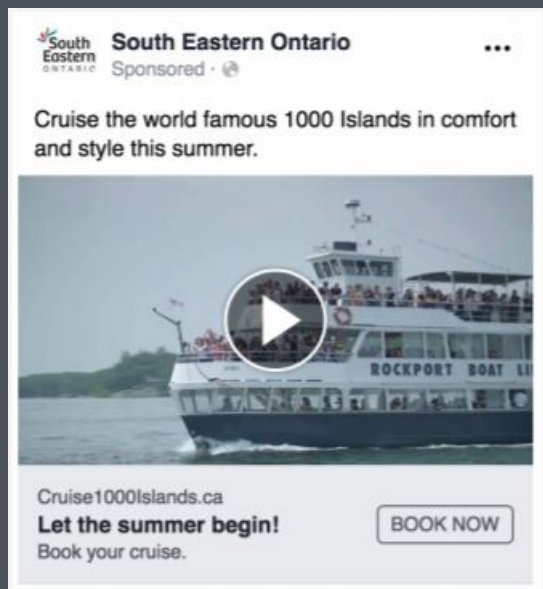 South
Eastern
ONTARIO
South Eastern Ontario
Sponsored ·
Cruise the world famous 1000 Islands in comfort
and style this summer.
ROCKPORT BOAT LI
Cruise1000Islands.ca
Let the summer begin!
Book your cruise.
BOOK NOW